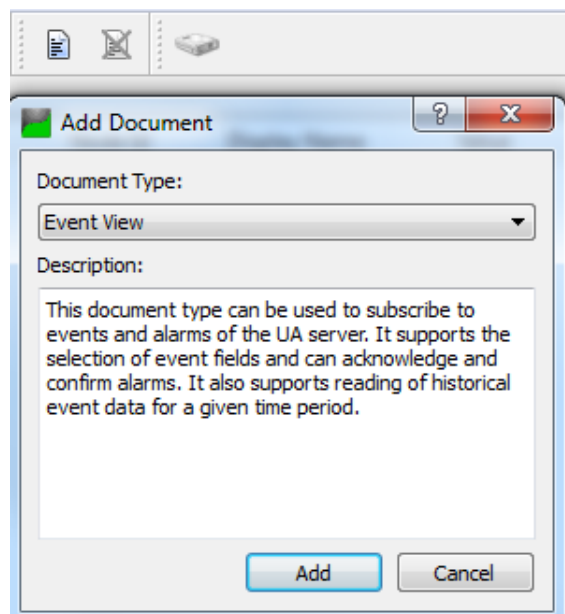 Add Document
?
X
Document Type:
Event View
Description:
This document type can be used to subscribe to
events and alarms of the UA server. It supports the
selection of event fields and can acknowledge and
confirm alarms. It also supports reading of historical
event data for a given time period.
Add
Cancel